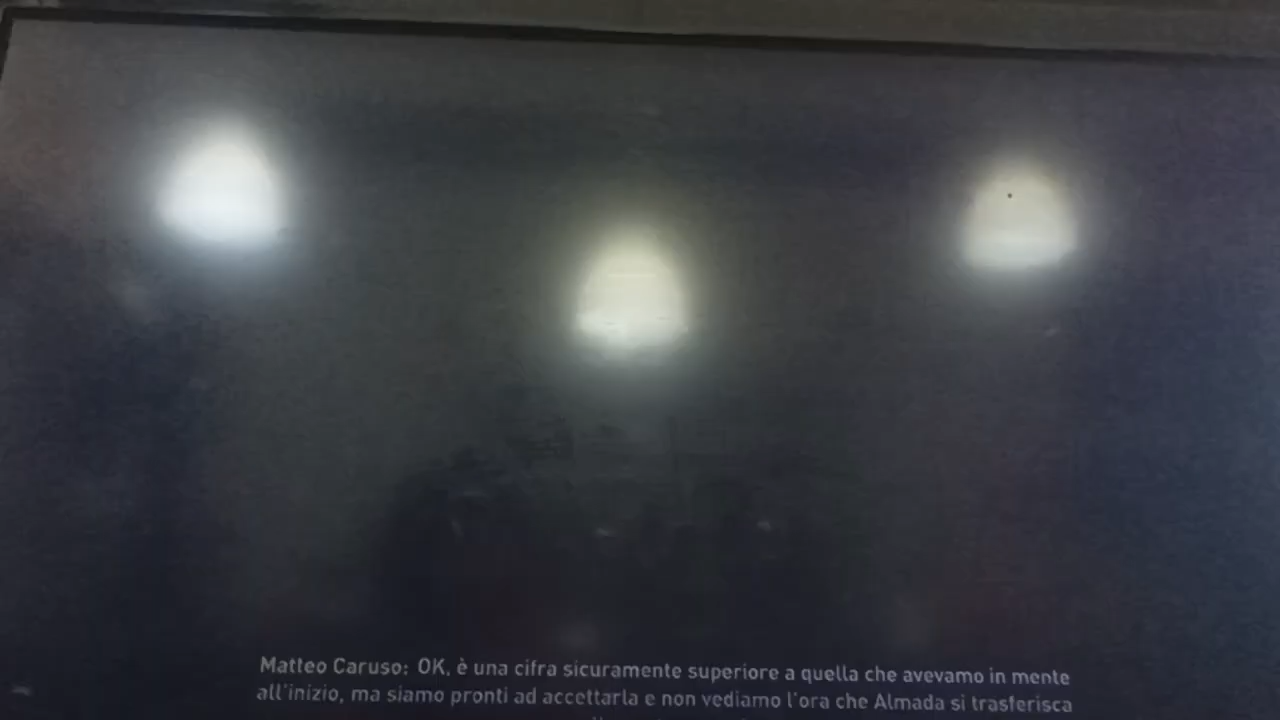 Matteo Caruso: OK, è una cifra sicuramente superiore a quella che avevamo in mente
all'inizio, ma siamo pronti ad accettarla e non vediamo l'ora che Almada si trasferisca